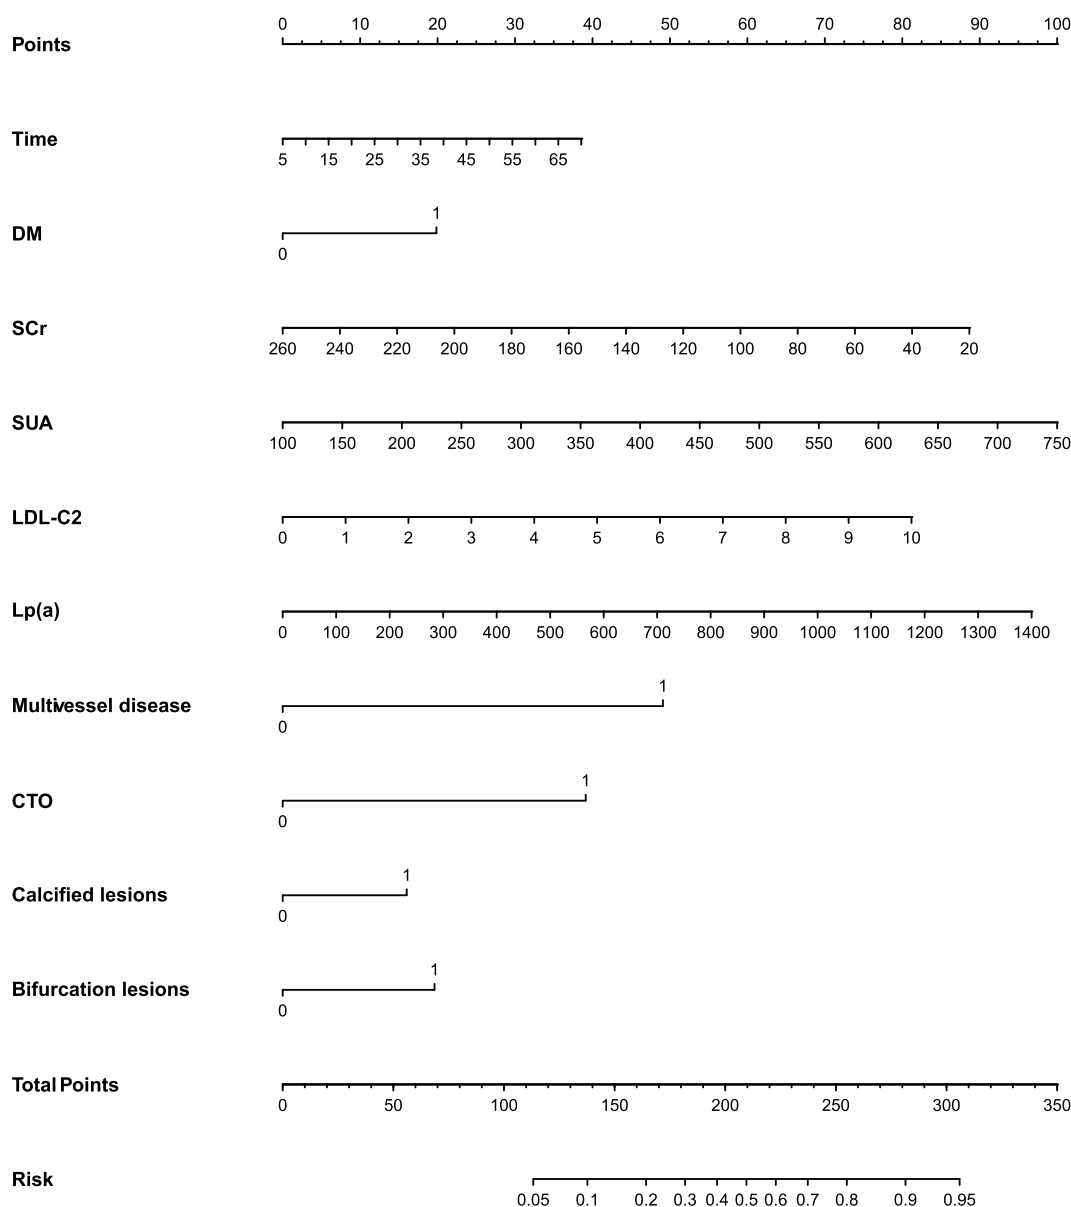 0 10 20 30 40 50 60 70 80 90 100
Points
Time
5 15 25 35 45 55 65
1
DM
0
SCr
260 240 220 200 180 160 140 120 100 80 60 40 20
SUA
100 150 200 250 300 350 400 450 500 550 600 650 700 750
LDL-C2
0 1 2 3 4 5 6 7 8 9 10
Lp(a)
0 100 200 300 400 500 600 700 800 900 1000 1100 1200 1300 1400
1
Multivessel disease
0
1
CTO
0
1
Calcified lesions
0
1
Bifurcation lesions
0
Total Points
0 50 100 150 200 250 300 350
Risk
0.05 0.1 0.2 0.3 0.4 0.5 0.6 0.7 0.8 0.9 0.95